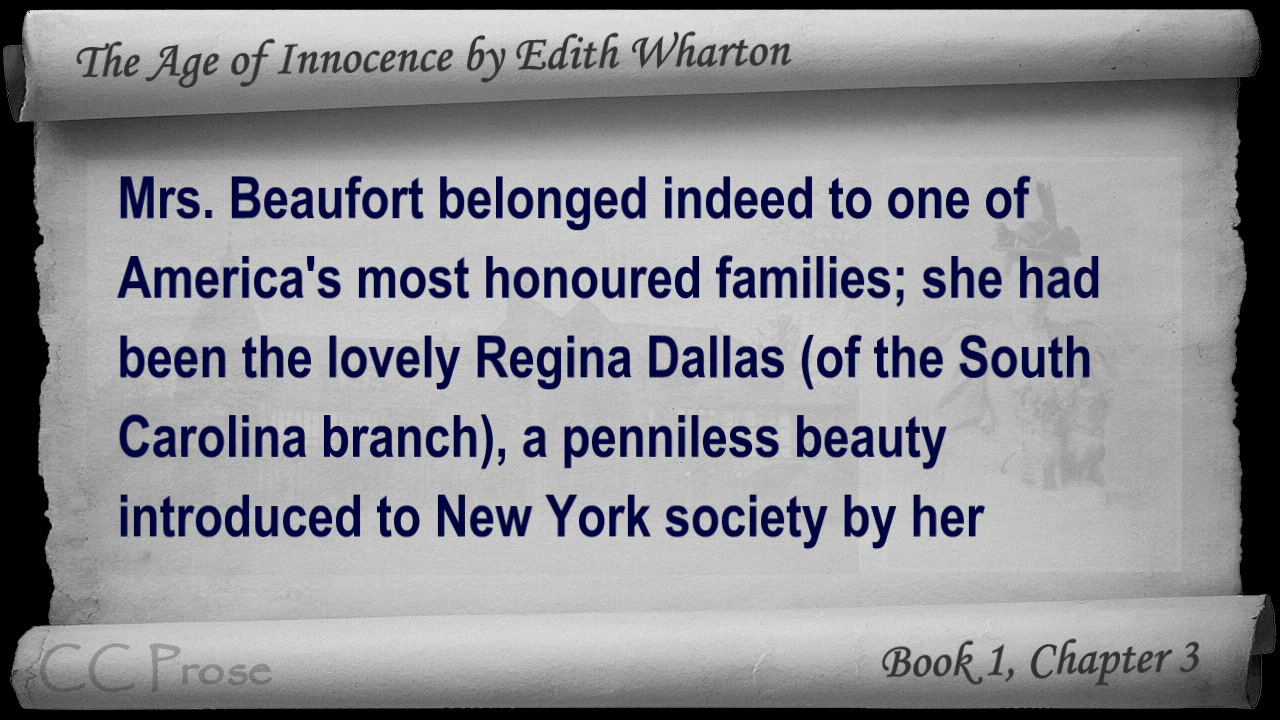 The Age of Innocence by Edith Wharton
Mrs. Beaufort belonged indeed to one of
America's most honoured families; she had
been the lovely Regina Dallas (of the South
Carolina branch), a penniless beauty
introduced to New York society by her
CC Prose
Book 1, Chapter 3